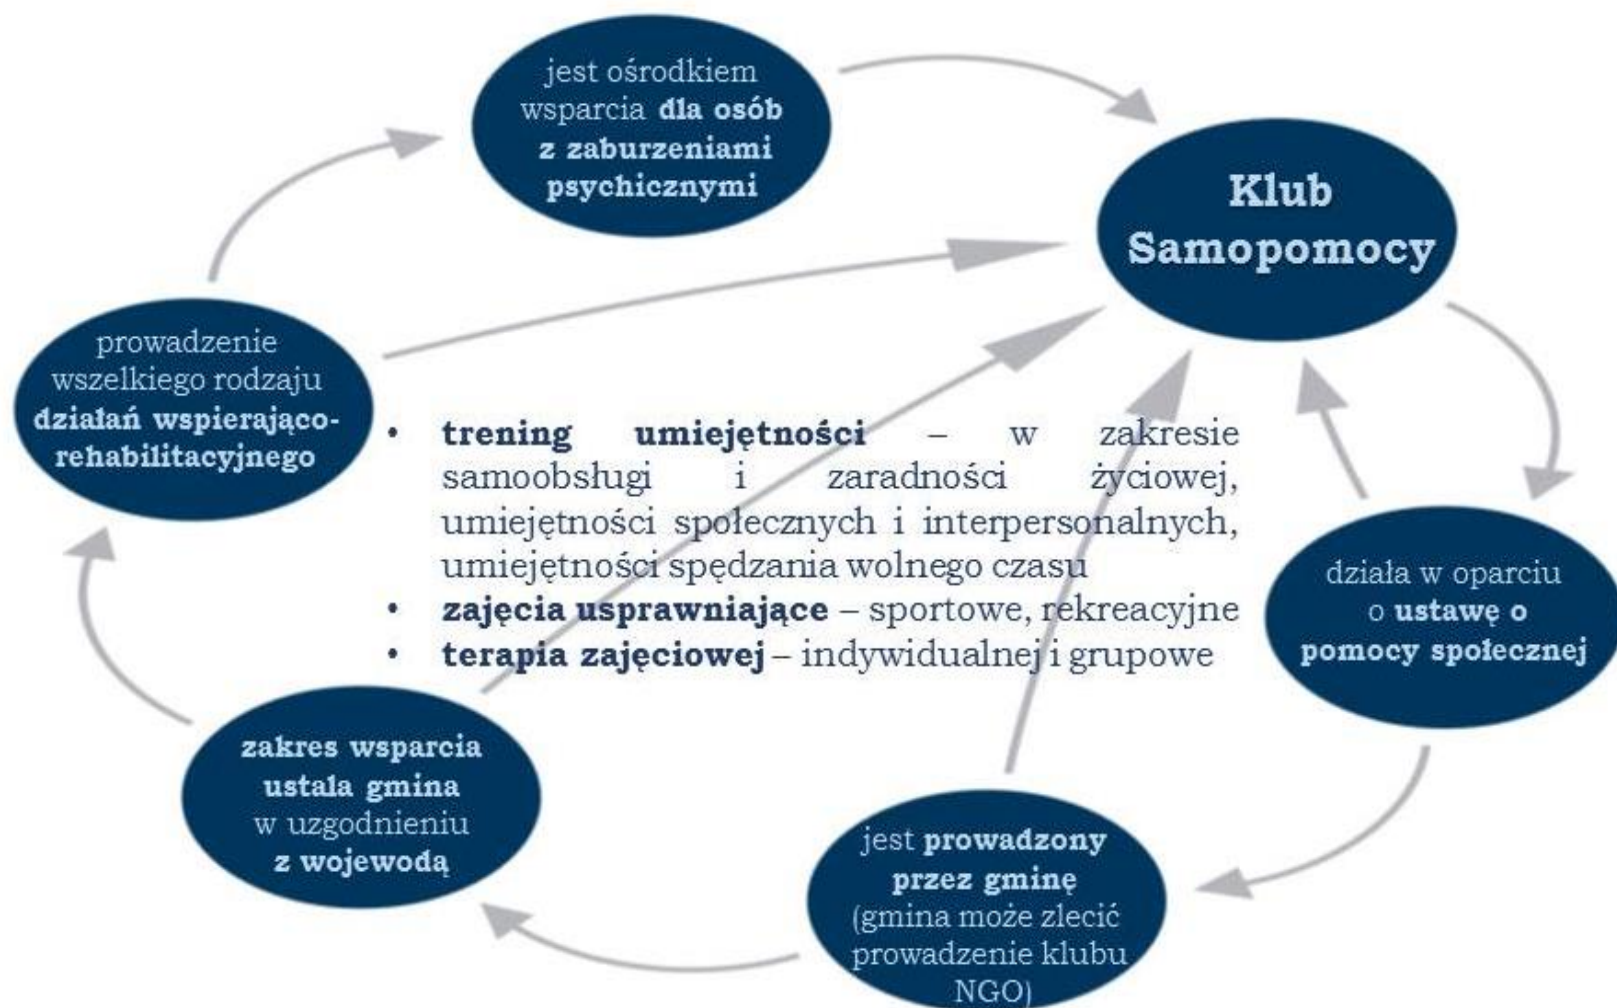 jest ośrodkiem
wsparcia dla osób
z zaburzeniami
psychicznymi
Klub
Samopomocy
prowadzenie
wszelkiego rodzaju
działań wspierająco-
rehabilitacyjnego
• trening umiejętności – w zakresie
samoobsługi i zaradności życiowej,
umiejętności społecznych i interpersonalnych,
umiejętności spędzania wolnego czasu
• zajęcia usprawniające – sportowe, rekreacyjne
• terapia zajęciowej – indywidualnej i grupowe
działa w oparciu
o ustawę o
pomocy społecznej
zakres wsparcia
ustala gmina
w uzgodnieniu
z wojewodą
jest prowadzony
przez gminę
(gmina może zlecić
prowadzenie klubu
NGO)